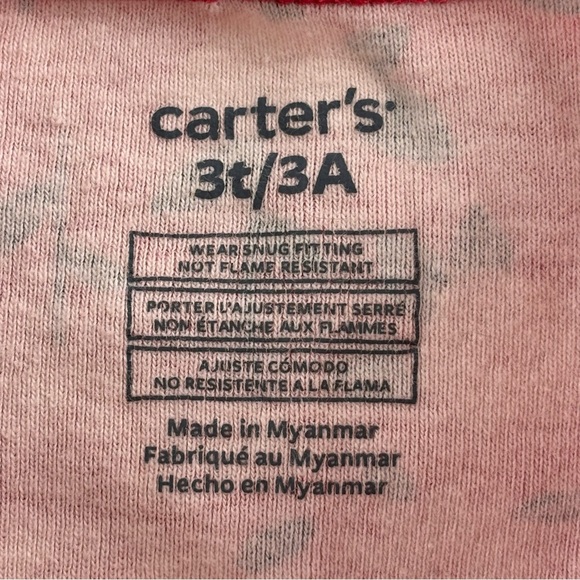 carter's
3t/3A
WEAR SNUG FITTING
NOT FLAME RESISTANT
PORTER L'AJUSTEMENT SERRÉ
NON ÉTANCHE AUX FLAMMES
AJUSTE CÓMODO
NO RESISTENTE A LA FLAMA
Made in Myanmar
Fabriqué au Myanmar
Hecho en Myanmar